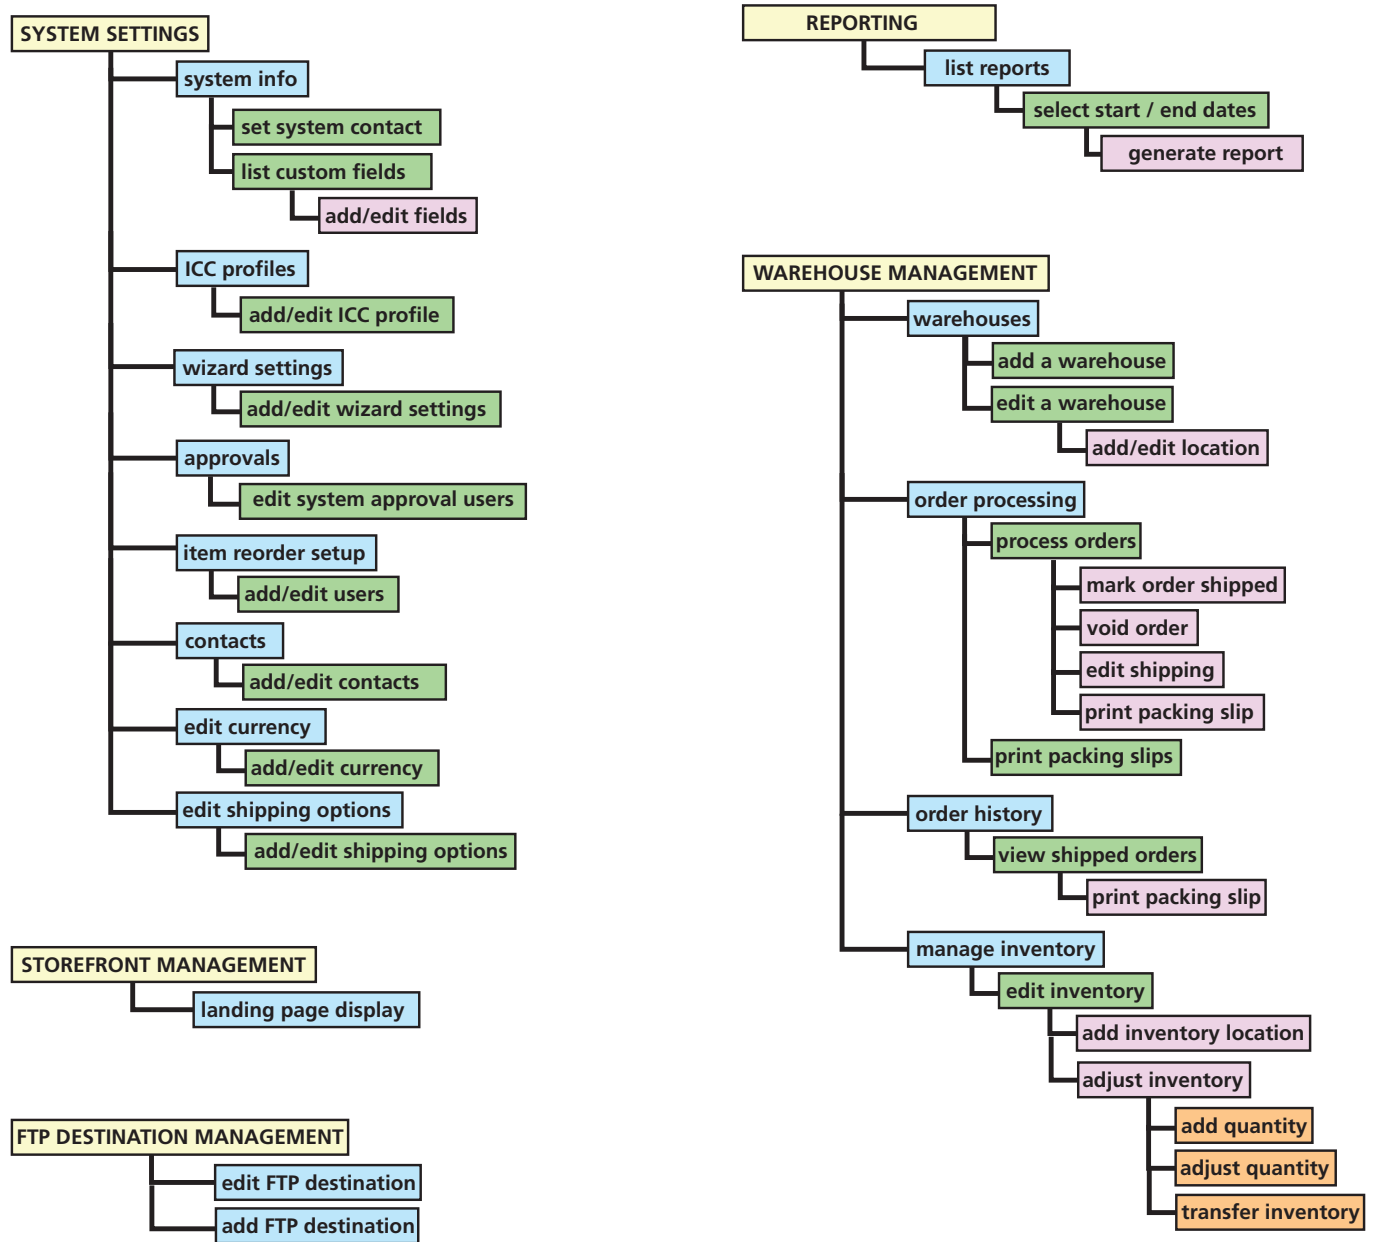 SYSTEM SETTINGS
system info
set system contact
list custom fields
add/edit fields
ICC profiles
add/edit ICC profile
wizard settings
add/edit wizard settings
approvals
edit system approval users
item reorder setup
add/edit users
contacts
add/edit contacts
edit currency
add/edit currency
edit shipping options
add/edit shipping options
STOREFRONT MANAGEMENT
landing page display
FTP DESTINATION MANAGEMENT
edit FTP destination
add FTP destination
REPORTING
list reports
select start / end dates
generate report
WAREHOUSE MANAGEMENT
warehouses
add a warehouse
edit a warehouse
add/edit location
order processing
process orders
mark order shipped
void order
edit shipping
print packing slip
print packing slips
order history
view shipped orders
print packing slip
manage inventory
edit inventory
add inventory location
adjust inventory
add quantity
adjust quantity
transfer inventory